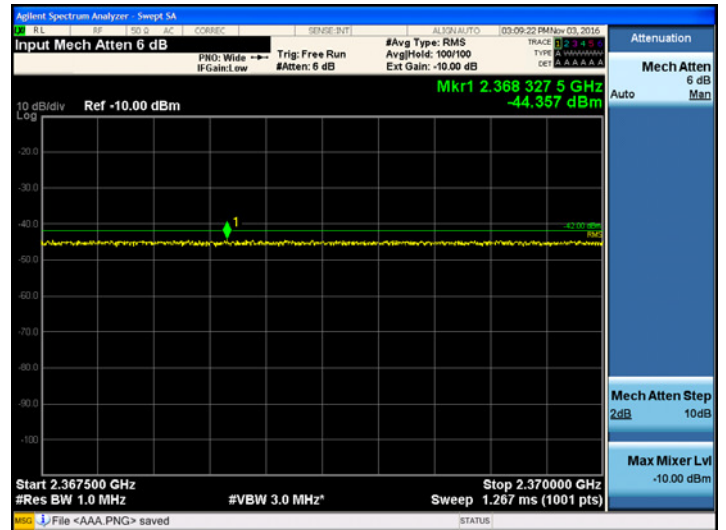 Agilent Spectrum Analyzer - Swept SA
RL RF 50 Ω AC CORREC SENSE:INT ALIGNAUTO 03:09:22 PM Nov 03, 2016
Input Mech Atten 6 dB
PNO: Wide
IFGain:Low
Trig: Free Run
#Atten: 6 dB
#Avg Type: RMS
Avg|Hold: 100/100
Ext Gain: -10.00 dB
TRACE 1 2 3 4 5 6
TYPE A WWWWW
DET A A A A A A
Mkr1 2.368 327 5 GHz
-44.357 dBm
10 dB/div Ref -10.00 dBm
Log
-20.0
-30.0
-40.0
-50.0
-60.0
-70.0
-80.0
-90.0
-100
1
-42.00 dBm
RMS
Start 2.367500 GHz
Stop 2.370000 GHz
#Res BW 1.0 MHz
#VBW 3.0 MHz*
Sweep 1.267 ms (1001 pts)
MSG File <AAA.PNG> saved
STATUS
Attenuation
Mech Atten
6 dB
Auto Man
Mech Atten Step
2dB 10dB
Max Mixer Lvl
-10.00 dBm